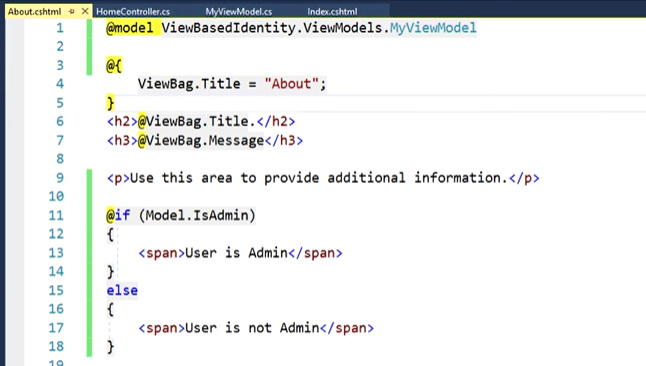 About.cshtml HomeController.cs MyViewModel.cs Index.cshtml
1 @model ViewBasedIdentity.ViewModels.MyViewModel
2
3 @{
4 ViewBag.Title = "About";
5 }
6 <h2>@ViewBag.Title.</h2>
7 <h3>@ViewBag.Message</h3>
8
9 <p>Use this area to provide additional information.</p>
10
11 @if (Model.IsAdmin)
12 {
13 <span>User is Admin</span>
14 }
15 else
16 {
17 <span>User is not Admin</span>
18 }
19